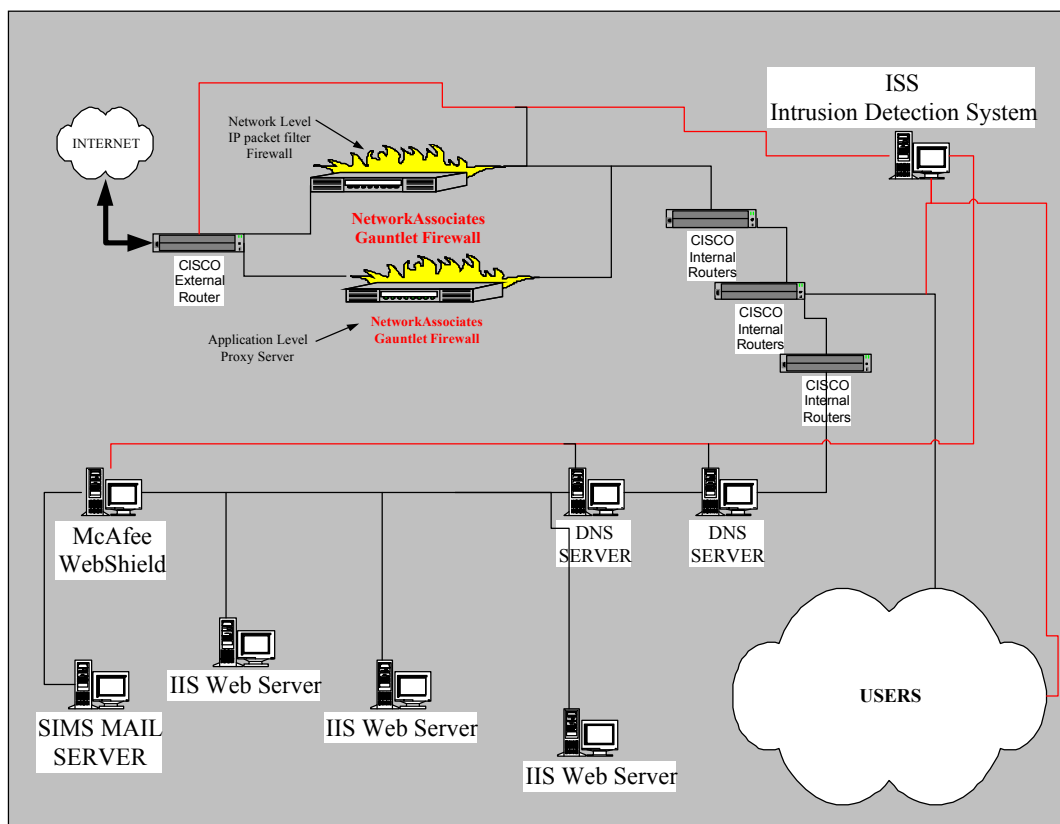 ISS
Intrusion Detection System
INTERNET
Network Level
IP packet filter
Firewall
NetworkAssociates
Gauntlet Firewall
CISCO
External
Router
CISCO
Internal
Routers
CISCO
Internal
Routers
NetworkAssociates
Gauntlet Firewall
Application Level
Proxy Server
CISCO
Internal
Routers
McAfee
WebShield
DNS
SERVER
DNS
SERVER
IIS Web Server
SIMS MAIL
SERVER
IIS Web Server
IIS Web Server
USERS